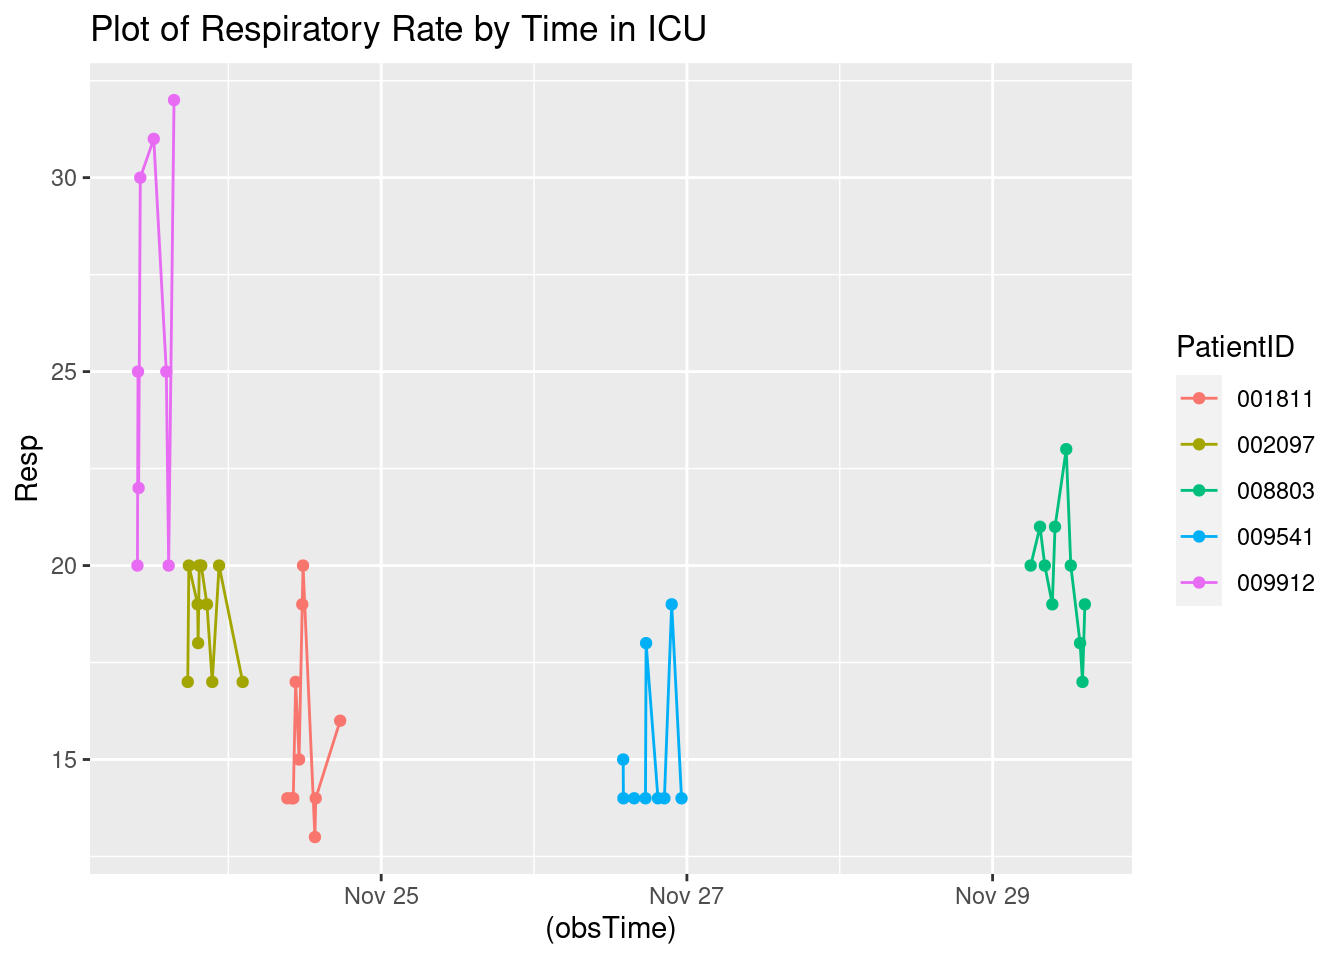 Plot of Respiratory Rate by Time in ICU
30
25
20
15
Resp
Nov 25
Nov 27
Nov 29
(obsTime)
PatientID
001811
002097
008803
009541
009912